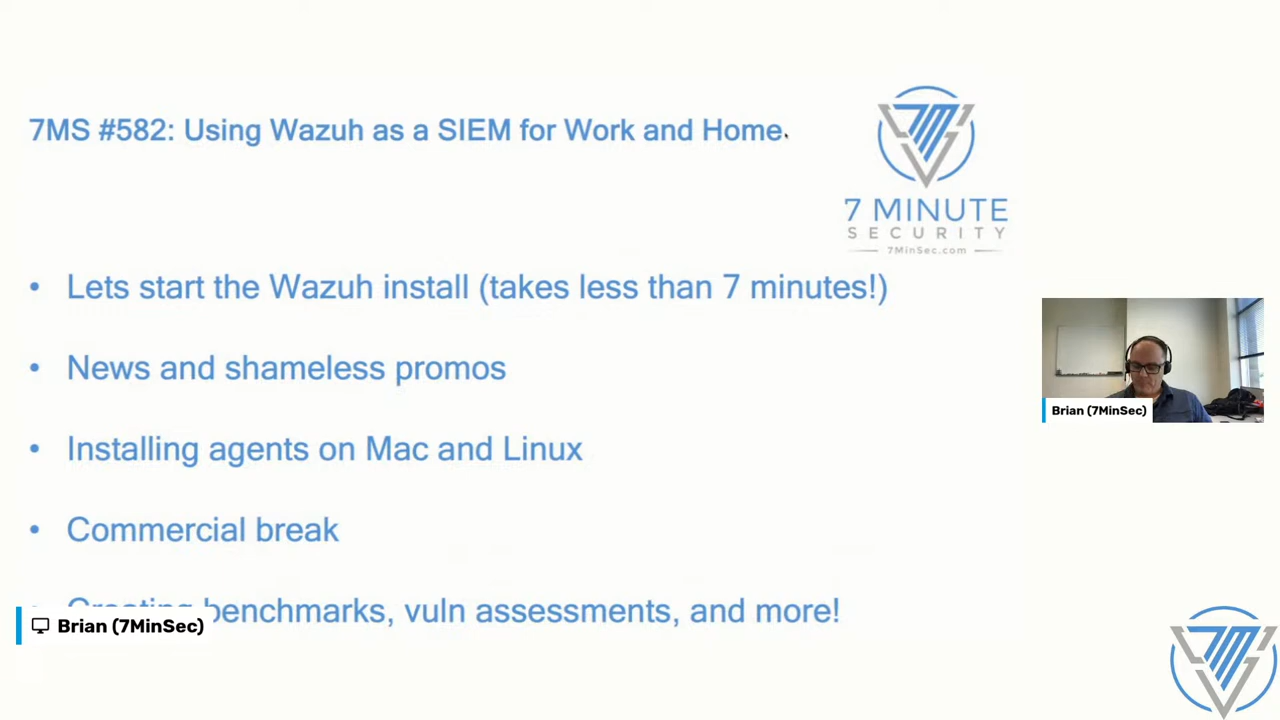 7MS #582: Using Wazuh as a SIEM for Work and Home
7 MINUTE
SECURITY
7MinSec.com
• Lets start the Wazuh install (takes less than 7 minutes!)
• News and shameless promos
• Installing agents on Mac and Linux
• Commercial break
benchmarks, vuln assessments, and more!
Brian (7MinSec)
Brian (7MinSec)
7M